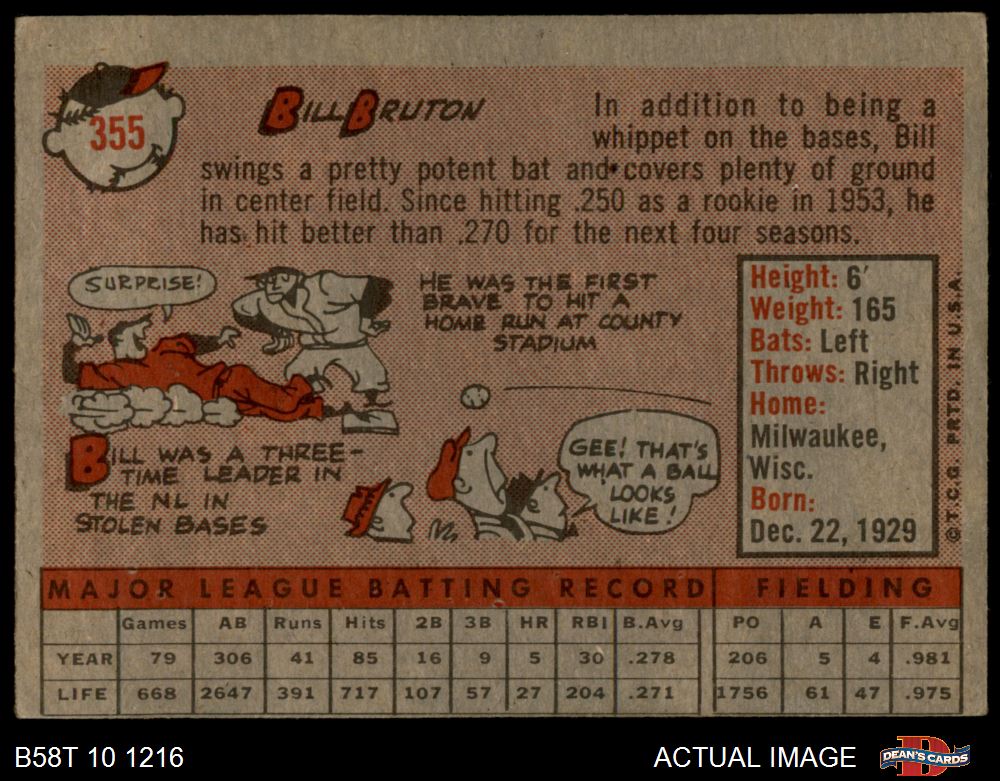 355
BILL BRUTON
In addition to being a
whippet on the bases, Bill
swings a pretty potent bat and covers plenty of ground
in center field. Since hitting .250 as a rookie in 1953, he
has hit better than .270 for the next four seasons.
SURPRISE!
BILL WAS A THREE-
TIME LEADER IN
THE NL IN
STOLEN BASES
HE WAS THE FIRST
BRAVE TO HIT A
HOME RUN AT COUNTY
STADIUM
GEE! THAT'S
WHAT A BALL
LOOKS
LIKE!
Height: 6'
Weight: 165
Bats: Left
Throws: Right
Home:
Milwaukee,
Wisc.
Born:
Dec. 22, 1929
© T.C.G. PRTD. IN U.S.A.
MAJOR LEAGUE BATTING RECORD FIELDING
Games AB Runs Hits 2B 3B HR RBI B.Avg PO A E F.Avg
YEAR 79 306 41 85 16 9 5 30 .278 206 5 4 .981
LIFE 668 2647 391 717 107 57 27 204 .271 1756 61 47 .975
B58T 10 1216
ACTUAL IMAGE
DEAN'S CARDS